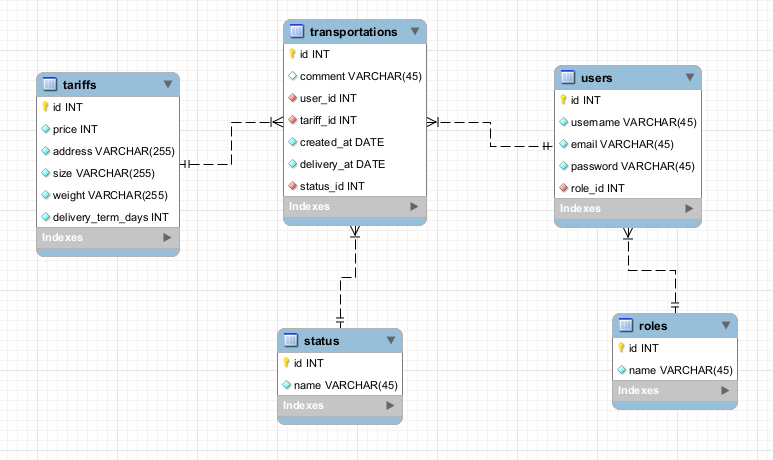 tariffs
id INT
price INT
address VARCHAR(255)
size VARCHAR(255)
weight VARCHAR(255)
delivery_term_days INT
Indexes
transportations
id INT
comment VARCHAR(45)
user_id INT
tariff_id INT
created_at DATE
delivery_at DATE
status_id INT
Indexes
users
id INT
username VARCHAR(45)
email VARCHAR(45)
password VARCHAR(45)
role_id INT
Indexes
status
id INT
name VARCHAR(45)
Indexes
roles
id INT
name VARCHAR(45)
Indexes